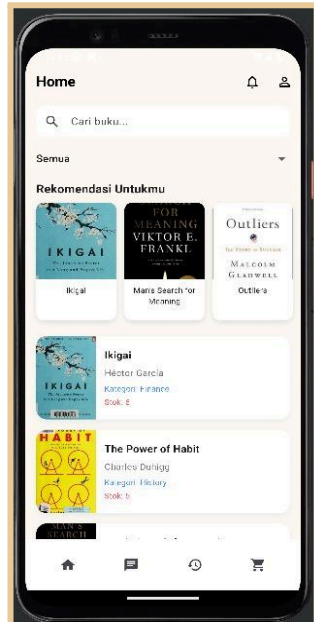 Home
Cari buku...
Semua
Rekomendasi Untukmu
IKIGAI
FOR
MEANING
VIKTOR E.
FRANKL
Outliers
MALCOLM
GLADWELL
Ikigai
Man's Search for
Meaning
Outliers
IKIGAI
Ikigai
Héctor García
Kategori: Finance
Stok: 6
HABIT
The Power of Habit
Charles Duhigg
Kategori: History
Stok: 5
MAN'S
SEARCH